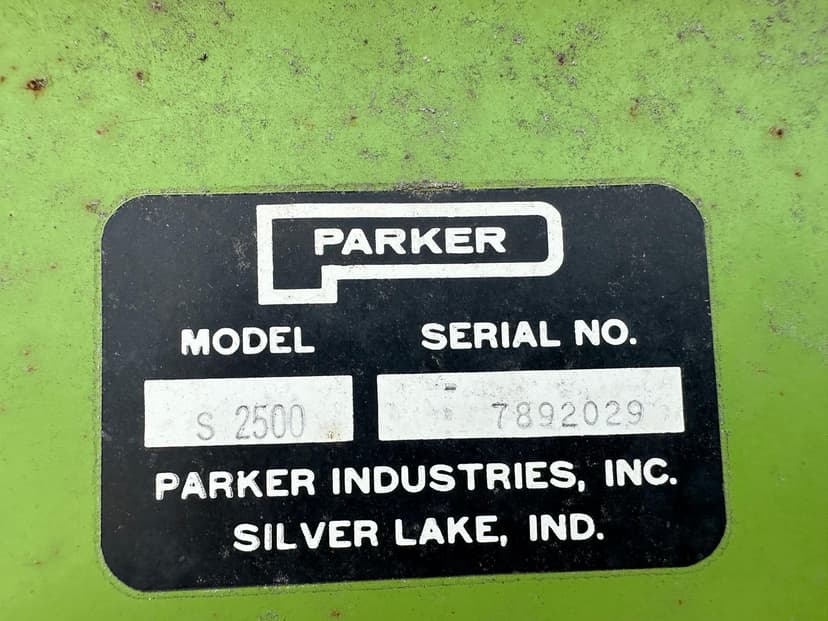 PARKER
MODEL SERIAL NO.
S 2500 7892029
PARKER INDUSTRIES, INC.
SILVER LAKE, IND.